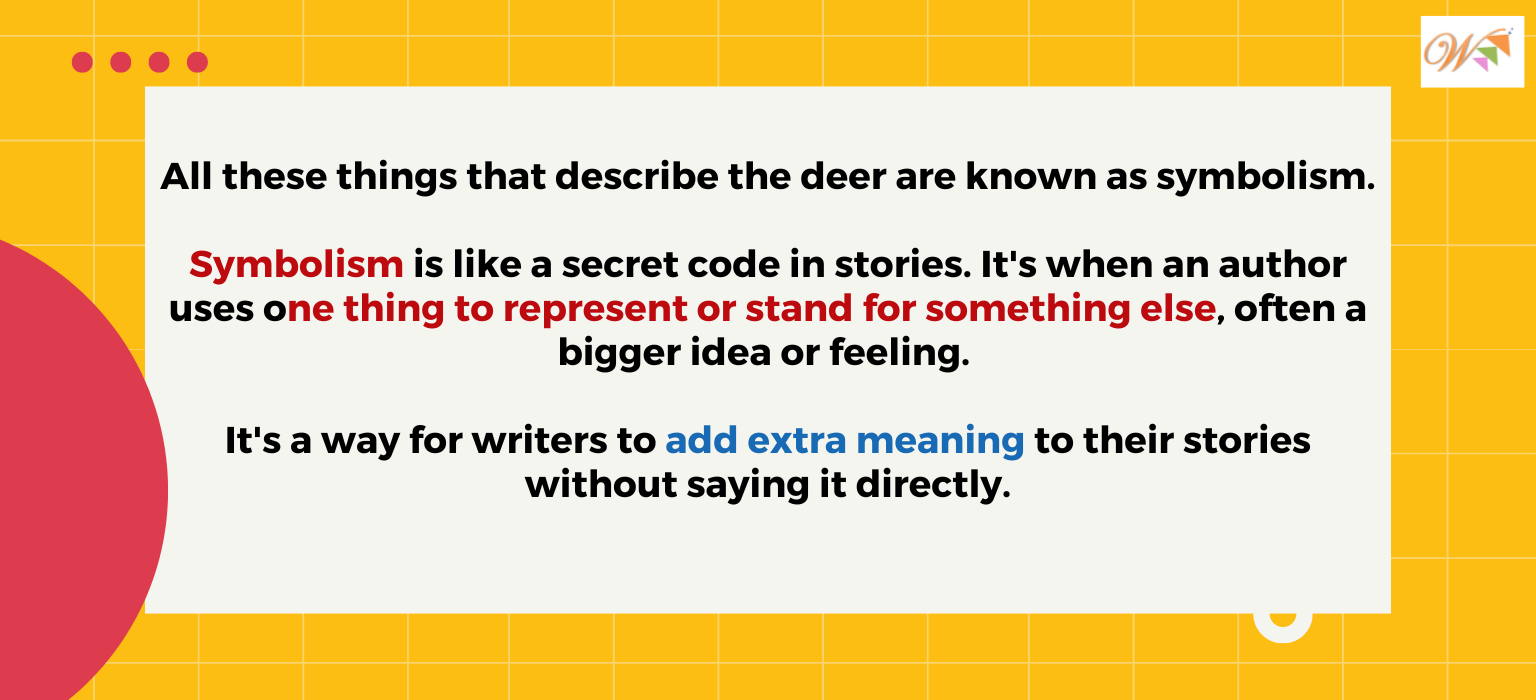 All these things that describe the deer are known as symbolism.
Symbolism is like a secret code in stories. It's when an author
uses one thing to represent or stand for something else, often a
bigger idea or feeling.
It's a way for writers to add extra meaning to their stories
without saying it directly.